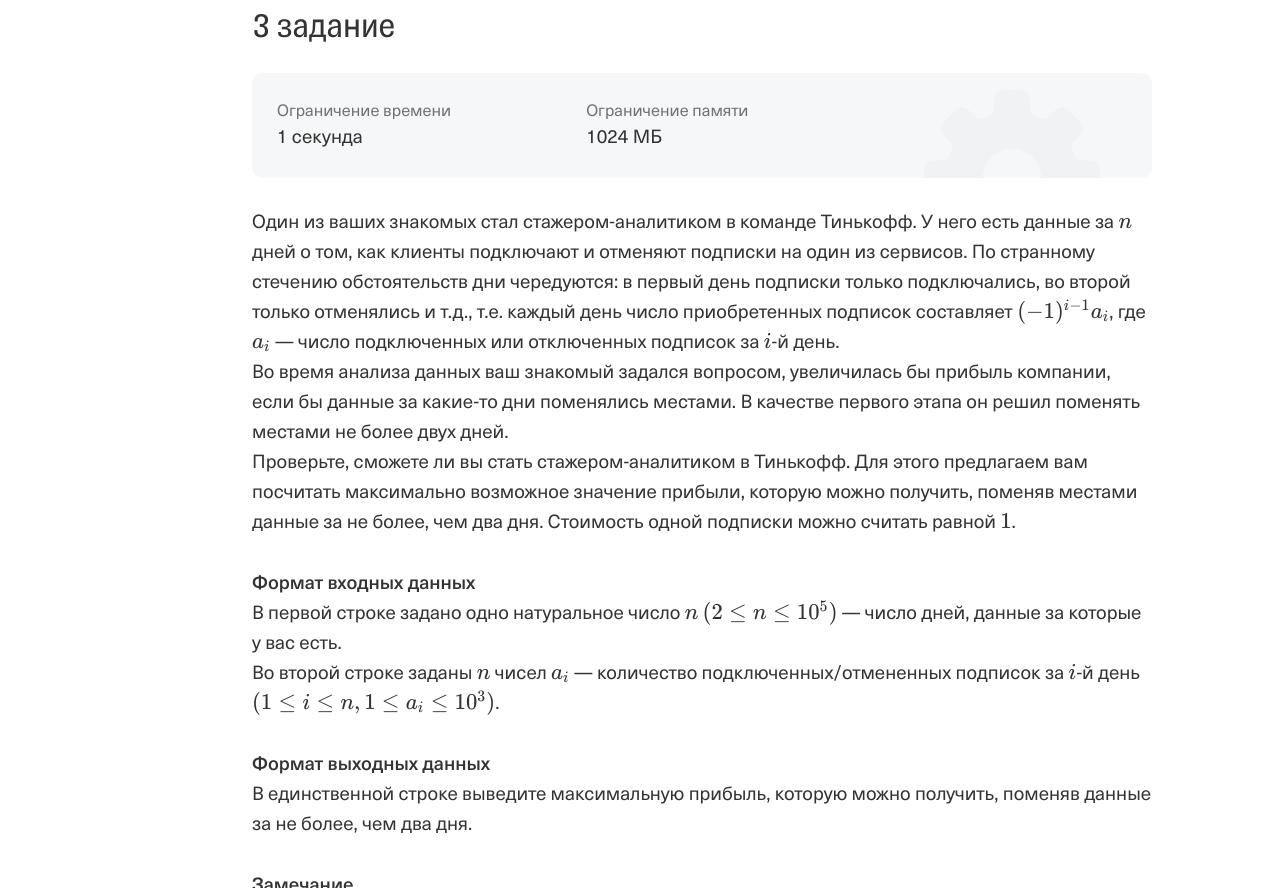 3 задание
Ограничение времени
Ограничение памяти
1 секунда
1024 МБ
Один из ваших знакомых стал стажером-аналитиком в команде Тинькофф. У него есть данные за n
дней о том, как клиенты подключают и отменяют подписки на один из сервисов. По странному
стечению обстоятельств дни чередуются: в первый день подписки только подключались, во второй
только отменялись и т.д., т.е. каждый день число приобретенных подписок составляет (−1)^{i−1}a_i, где
a_i — число подключенных или отключенных подписок за i-й день.
Во время анализа данных ваш знакомый задался вопросом, увеличилась бы прибыль компании,
если бы данные за какие-то дни поменялись местами. В качестве первого этапа он решил поменять
местами не более двух дней.
Проверьте, сможете ли вы стать стажером-аналитиком в Тинькофф. Для этого предлагаем вам
посчитать максимально возможное значение прибыли, которую можно получить, поменяв местами
данные за не более, чем два дня. Стоимость одной подписки можно считать равной 1.
Формат входных данных
В первой строке задано одно натуральное число n (2 ≤ n ≤ 10^5) — число дней, данные за которые
у вас есть.
Во второй строке заданы n чисел a_i — количество подключенных/отмененных подписок за i-й день
(1 ≤ i ≤ n, 1 ≤ a_i ≤ 10^3).
Формат выходных данных
В единственной строке выведите максимальную прибыль, которую можно получить, поменяв данные
за не более, чем два дня.
Замечание